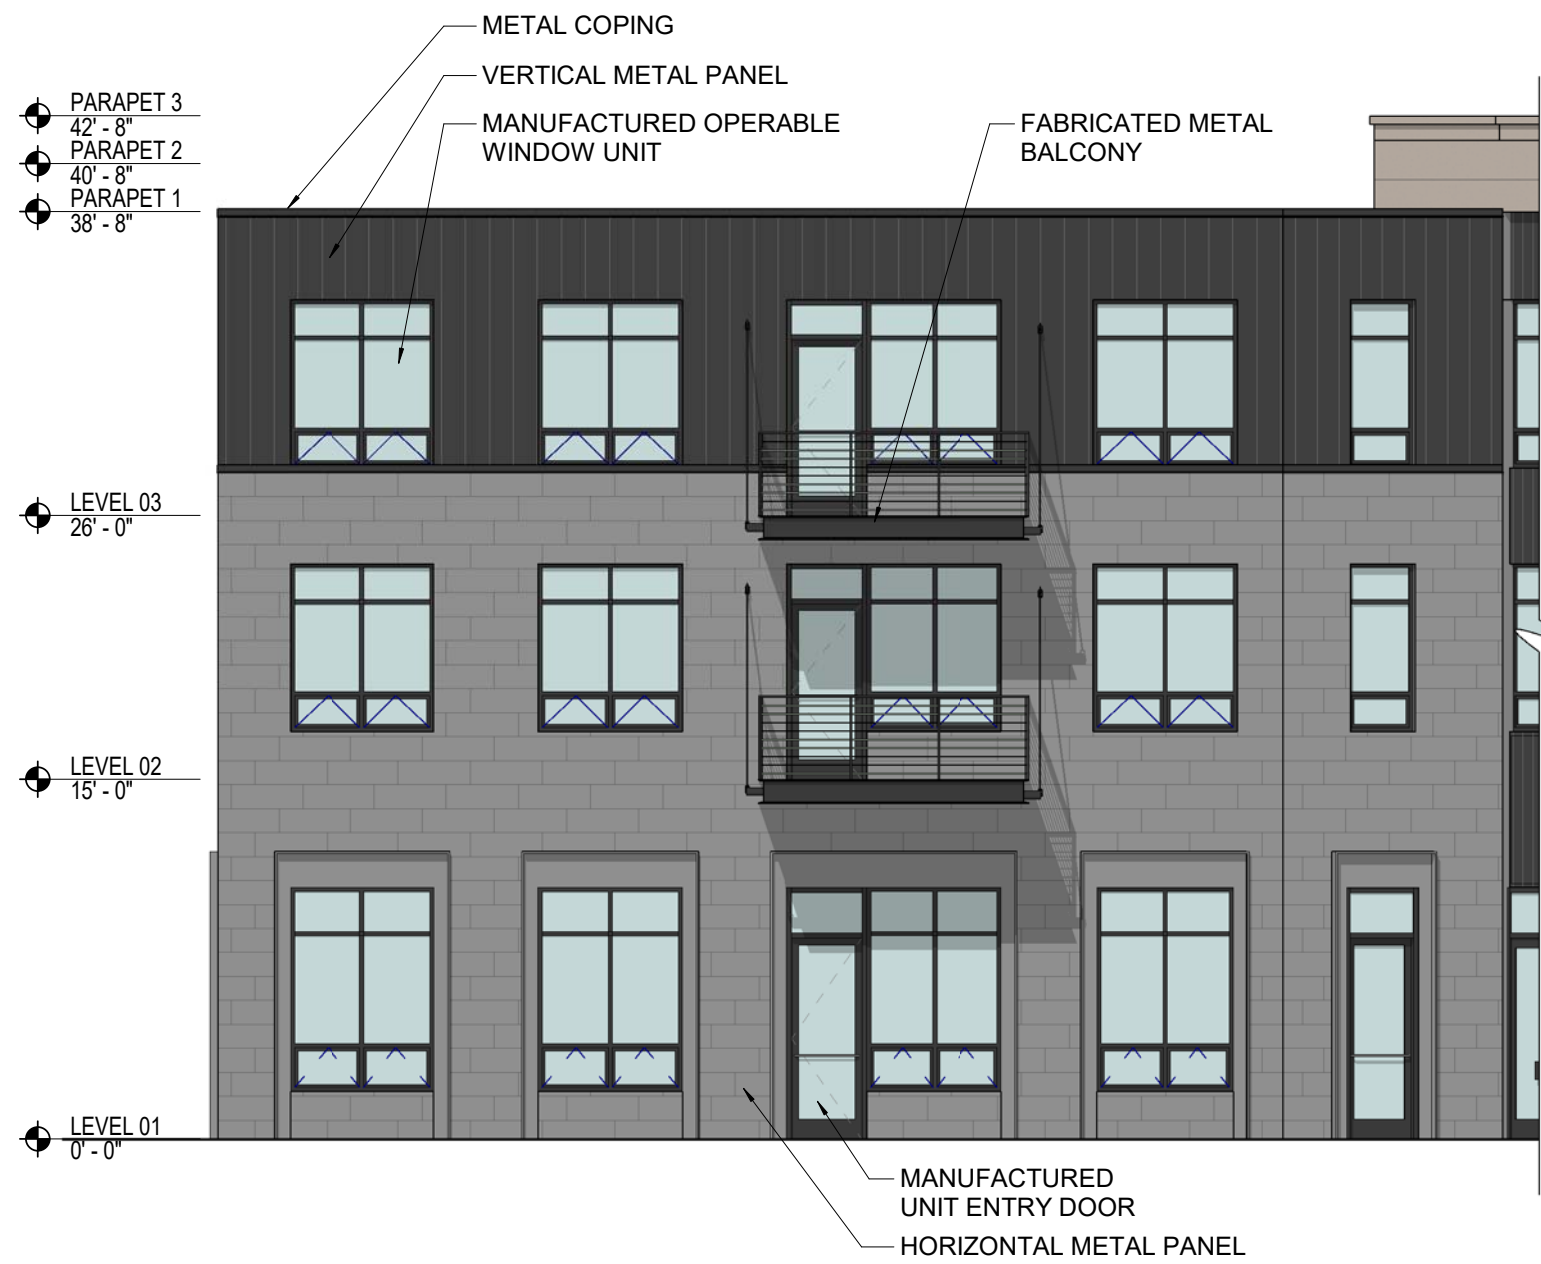 METAL COPING
VERTICAL METAL PANEL
MANUFACTURED OPERABLE
WINDOW UNIT
FABRICATED METAL
BALCONY
PARAPET 3
42' - 8"
PARAPET 2
40' - 8"
PARAPET 1
38' - 8"
LEVEL 03
26' - 0"
LEVEL 02
15' - 0"
LEVEL 01
0' - 0"
MANUFACTURED
UNIT ENTRY DOOR
HORIZONTAL METAL PANEL